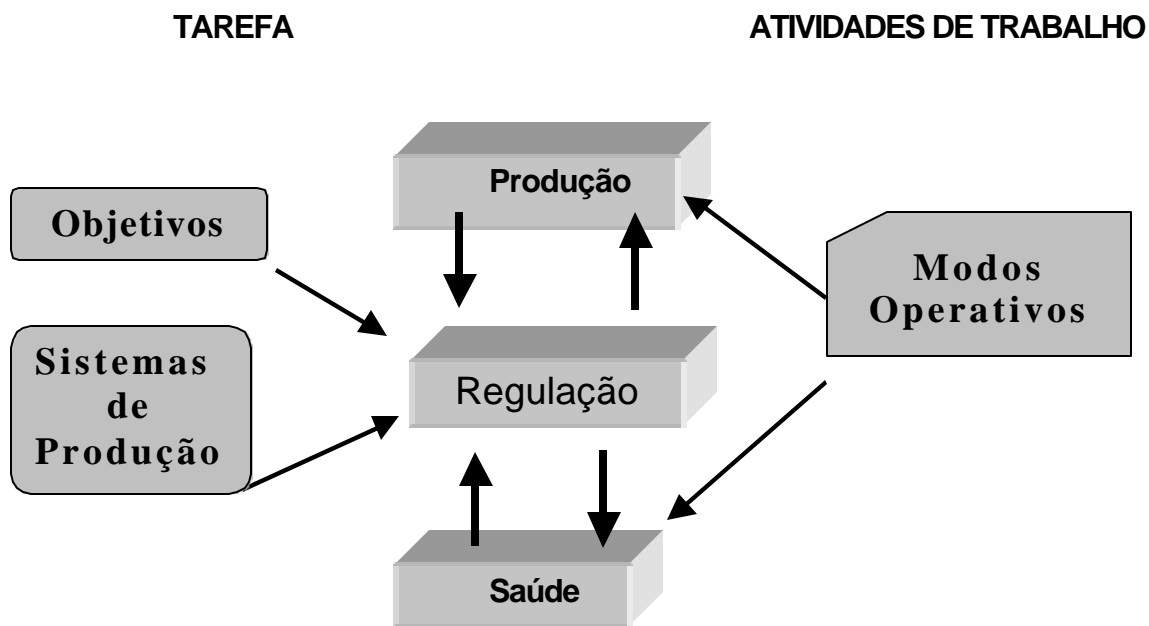 TAREFA
ATIVIDADES DE TRABALHO
Produção
Objetivos
Modos
Operativos
Sistemas
de
Produção
Regulação
Saúde